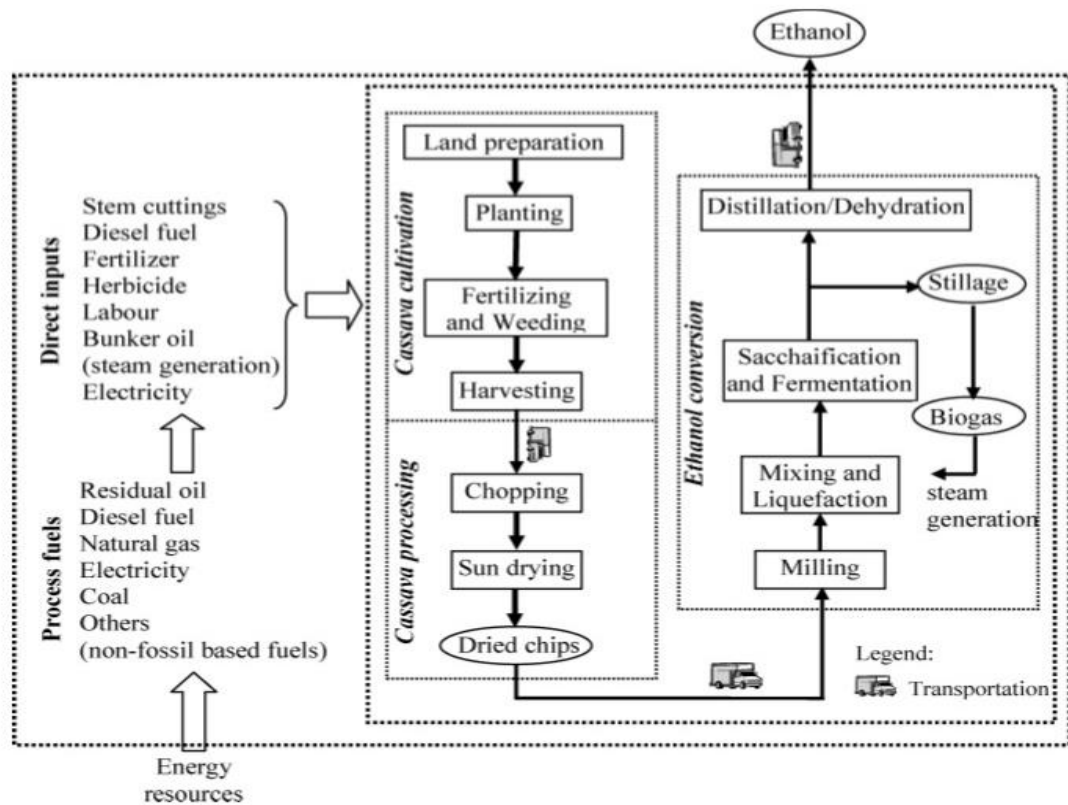 Ethanol
Direct inputs
Stem cuttings
Diesel fuel
Fertilizer
Herbicide
Labour
Bunker oil
(steam generation)
Electricity
Process fuels
Residual oil
Diesel fuel
Natural gas
Electricity
Coal
Others
(non-fossil based fuels)
Energy
resources
Cassava cultivation
Land preparation
Planting
Fertilizing
and Weeding
Harvesting
Cassava processing
Chopping
Sun drying
Dried chips
Ethanol conversion
Distillation/Dehydration
Stillage
Sacchaification
and Fermentation
Biogas
Mixing and
Liquefaction
steam
generation
Milling
Legend:
Transportation